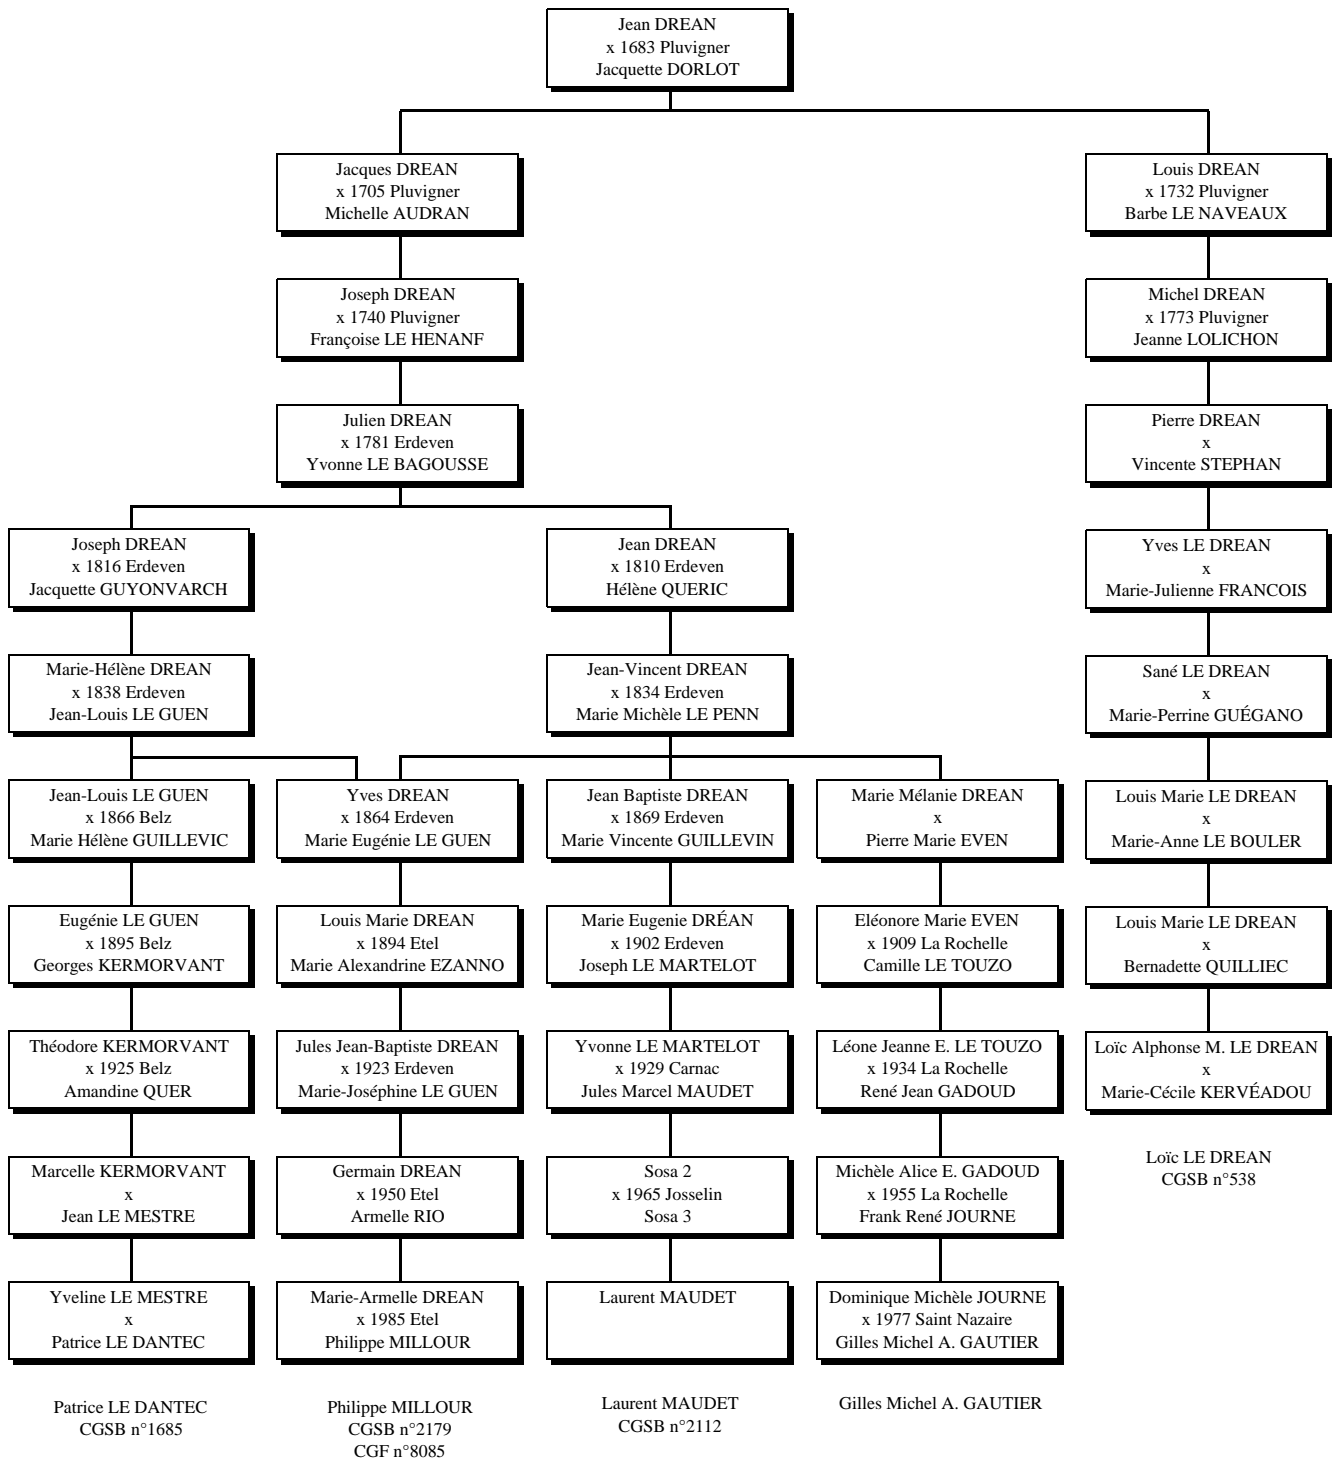 Jean DREAN
x 1683 Pluvigner
Jacquette DORLOT
Jacques DREAN
x 1705 Pluvigner
Michelle AUDRAN
Louis DREAN
x 1732 Pluvigner
Barbe LE NAVEAUX
Joseph DREAN
x 1740 Pluvigner
Françoise LE HENANF
Michel DREAN
x 1773 Pluvigner
Jeanne LOLICHON
Julien DREAN
x 1781 Erdeven
Yvonne LE BAGOUSSE
Pierre DREAN
x
Vincente STEPHAN
Joseph DREAN
x 1816 Erdeven
Jacquette GUYONVARCH
Jean DREAN
x 1810 Erdeven
Hélène QUERIC
Yves LE DREAN
x
Marie-Julienne FRANCOIS
Marie-Hélène DREAN
x 1838 Erdeven
Jean-Louis LE GUEN
Jean-Vincent DREAN
x 1834 Erdeven
Marie Michèle LE PENN
Sané LE DREAN
x
Marie-Perrine GUÉGANO
Jean-Louis LE GUEN
x 1866 Belz
Marie Hélène GUILLEVIC
Yves DREAN
x 1864 Erdeven
Marie Eugénie LE GUEN
Jean Baptiste DREAN
x 1869 Erdeven
Marie Vincente GUILLEVIN
Marie Mélanie DREAN
x
Pierre Marie EVEN
Louis Marie LE DREAN
x
Marie-Anne LE BOULER
Eugénie LE GUEN
x 1895 Belz
Georges KERMORVANT
Louis Marie DREAN
x 1894 Etel
Marie Alexandrine EZANNO
Marie Eugenie DRÉAN
x 1902 Erdeven
Joseph LE MARTELOT
Eléonore Marie EVEN
x 1909 La Rochelle
Camille LE TOUZO
Louis Marie LE DREAN
x
Bernadette QUILLIEC
Théodore KERMORVANT
x 1925 Belz
Amandine QUER
Jules Jean-Baptiste DREAN
x 1923 Erdeven
Marie-Joséphine LE GUEN
Yvonne LE MARTELOT
x 1929 Carnac
Jules Marcel MAUDET
Léone Jeanne E. LE TOUZO
x 1934 La Rochelle
René Jean GADOUD
Loïc Alphonse M. LE DREAN
x
Marie-Cécile KERVÉADOU
Marcelle KERMORVANT
x
Jean LE MESTRE
Germain DREAN
x 1950 Etel
Armelle RIO
Sosa 2
x 1965 Josselin
Sosa 3
Michèle Alice E. GADOUD
x 1955 La Rochelle
Frank René JOURNE
Loïc LE DREAN
CGSB n°538
Yveline LE MESTRE
x
Patrice LE DANTEC
Marie-Armelle DREAN
x 1985 Etel
Philippe MILLOUR
Laurent MAUDET
Dominique Michèle JOURNE
x 1977 Saint Nazaire
Gilles Michel A. GAUTIER
Patrice LE DANTEC
CGSB n°1685
Philippe MILLOUR
CGSB n°2179
CGF n°8085
Laurent MAUDET
CGSB n°2112
Gilles Michel A. GAUTIER